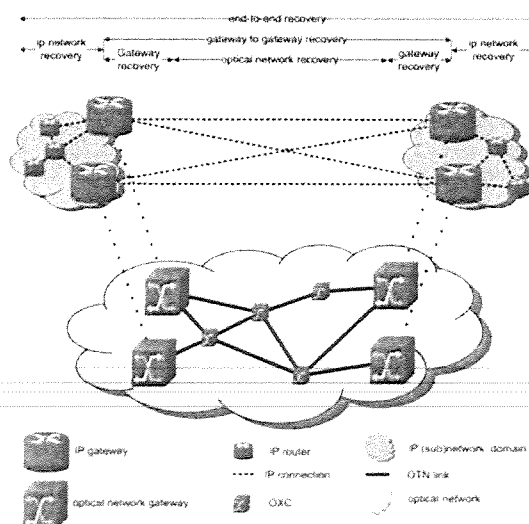 end-to-end recovery
ip network recovery
gateway to gateway recovery
ip network recovery
Gateway recovery
optical network recovery
gateway recovery
IP gateway
IP router
IP (sub)network domain
IP connection
OTN link
optical network gateway
OXC
optical network